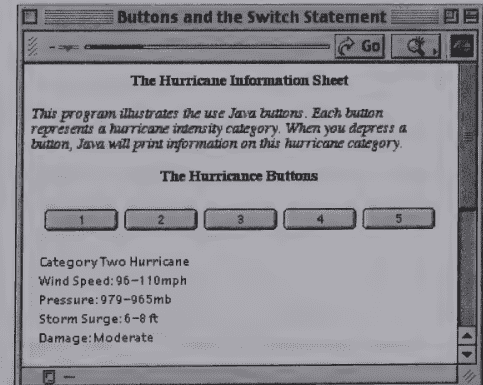 Buttons and the Switch Statement
Go
The Hurricane Information Sheet
This program illustrates the use Java buttons. Each button
represents a hurricane intensity category. When you depress a
button, Java will print information on this hurricane category.
The Hurricance Buttons
1 2 3 4 5
Category Two Hurricane
Wind Speed: 96-110mph
Pressure: 979-965mb
Storm Surge: 6-8 ft
Damage: Moderate